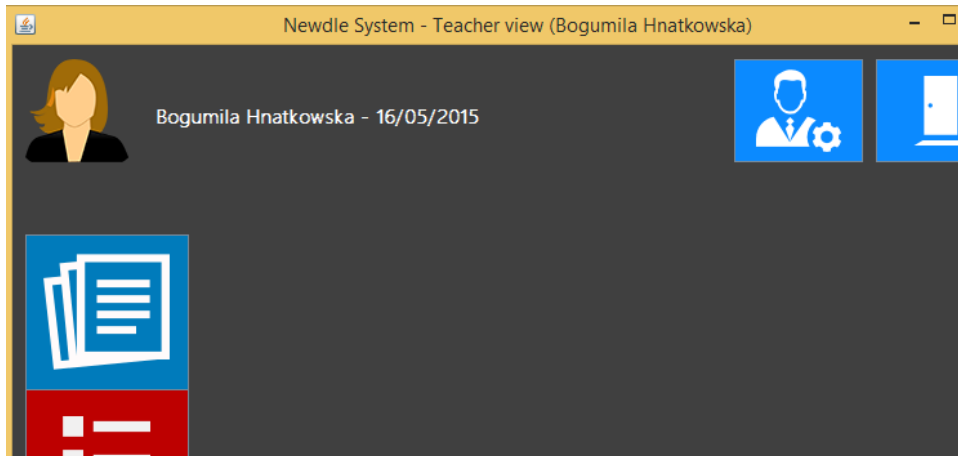 Newdle System - Teacher view (Bogumila Hnatkowska)
Bogumila Hnatkowska - 16/05/2015